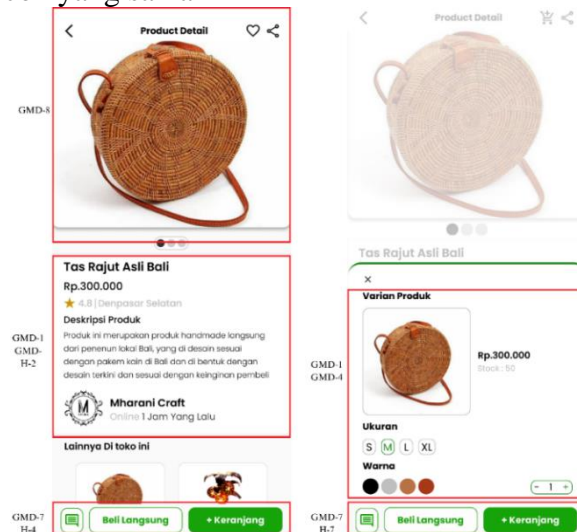 Product Detail
GMD-8
Tas Rajut Asli Bali
Rp.300.000
4.8 | Denpasar Selatan
Deskripsi Produk
Produk ini merupakan produk handmade langsung
dari penenun lokal Bali, yang di desain sesuai
dengan pakem kain di Bali dan di bentuk dengan
desain terkini dan sesuai dengan keinginan pembeli
GMD-1
GMD-
H-2
M
Mharani Craft
Online 1 Jam Yang Lalu
Lainnya Di toko ini
GMD-7
H-4
Beli Langsung
+ Keranjang
Product Detail
Tas Rajut Asli Bali
×
Varian Produk
Rp.300.000
Stock : 50
GMD-1
GMD-4
Ukuran
S M L XL
Warna
- 1 +
GMD-7
H-7
Beli Langsung
+ Keranjang